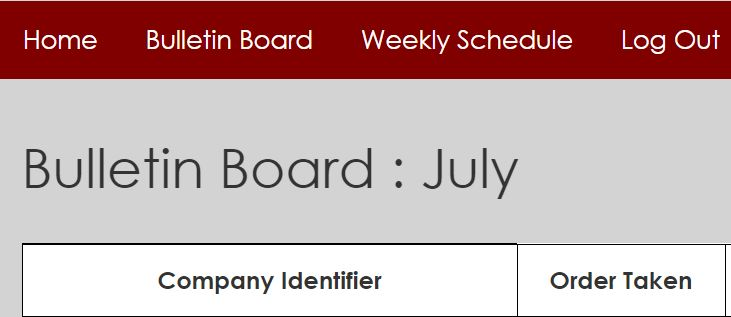 Home Bulletin Board Weekly Schedule Log Out
Bulletin Board : July
Company Identifier Order Taken